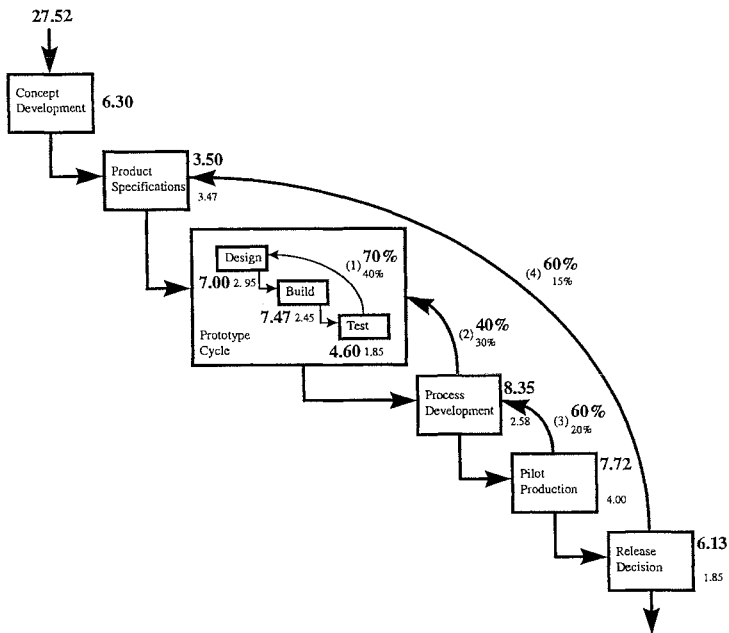 27.52
Concept
Development
6.30
Product
Specifications
3.50
3.47
Design
7.00 2.95
Build
7.47 2.45
Test
4.60 1.85
(1) 70%
40%
Prototype
Cycle
(2) 40%
30%
(4) 60%
15%
Process
Development
8.35
2.58
(3) 60%
20%
Pilot
Production
7.72
4.00
Release
Decision
6.13
1.85